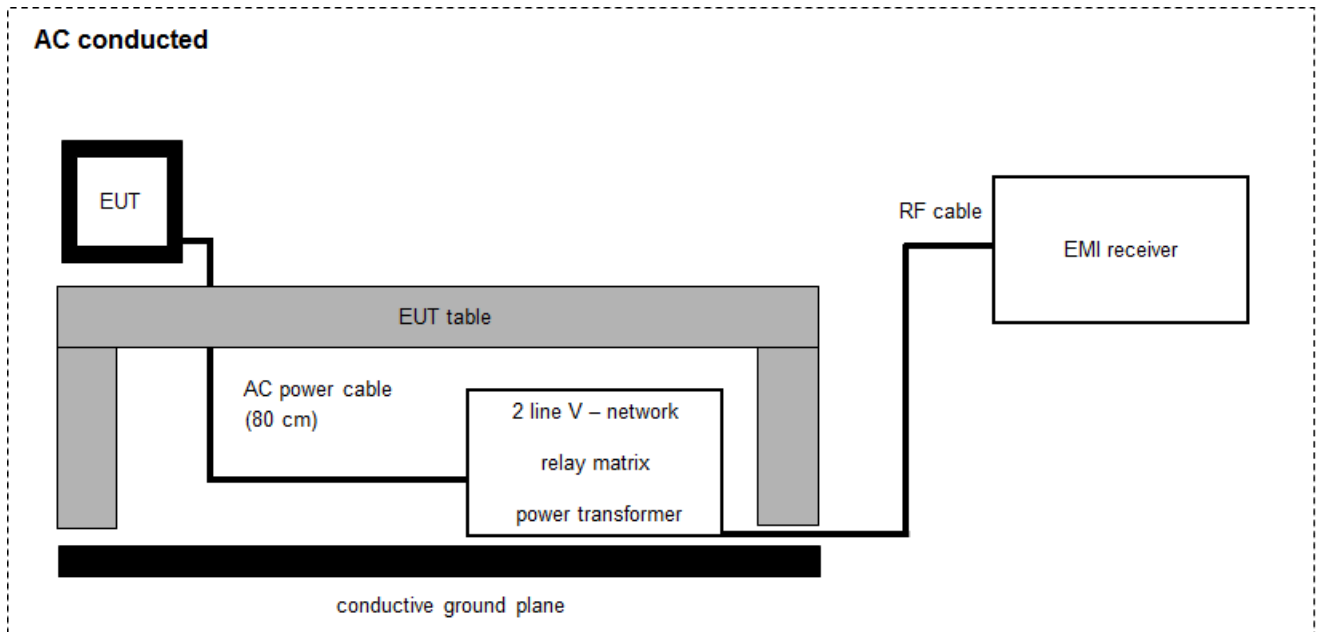 AC conducted
EUT
RF cable
EMI receiver
EUT table
AC power cable
(80 cm)
2 line V – network
relay matrix
power transformer
conductive ground plane